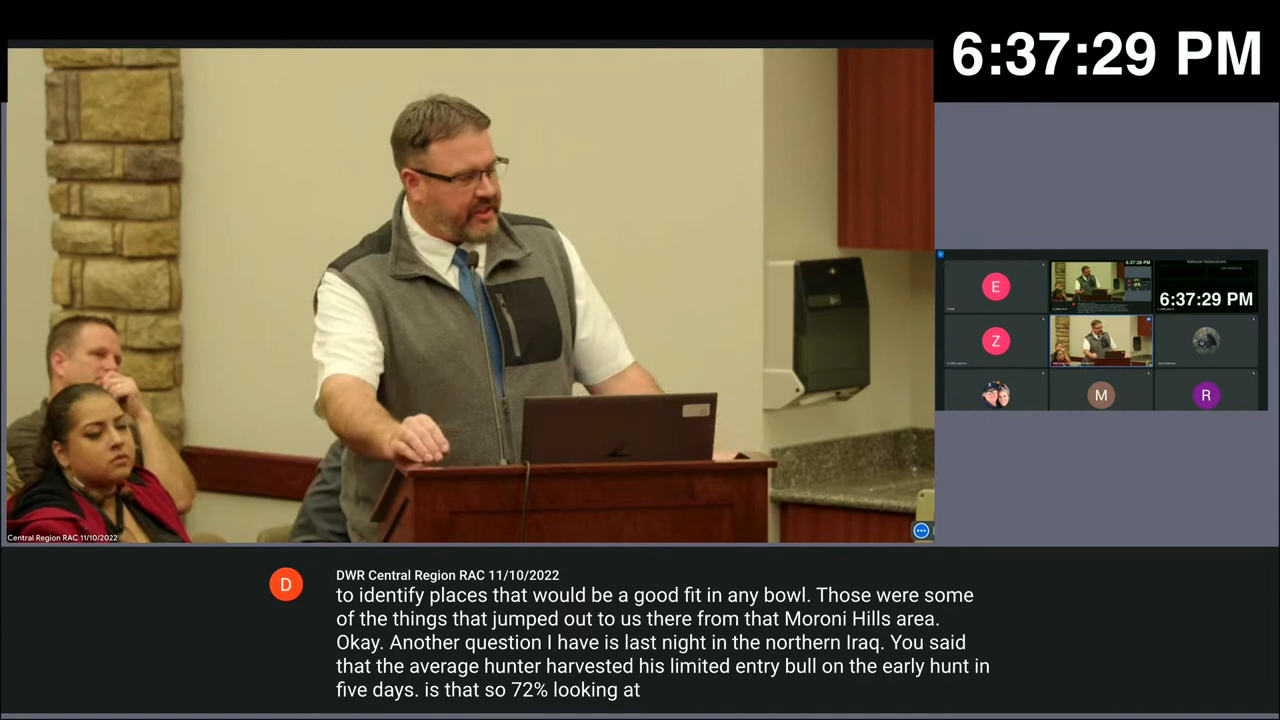 6:37:29 PM
E
6:37:28 PM
6:37:29 PM
Z
M
R
Central Region RAC 11/10/2022
D
DWR Central Region RAC 11/10/2022
to identify places that would be a good fit in any bowl. Those were some
of the things that jumped out to us there from that Moroni Hills area.
Okay. Another question I have is last night in the northern Iraq. You said
that the average hunter harvested his limited entry bull on the early hunt in
five days. is that so 72% looking at